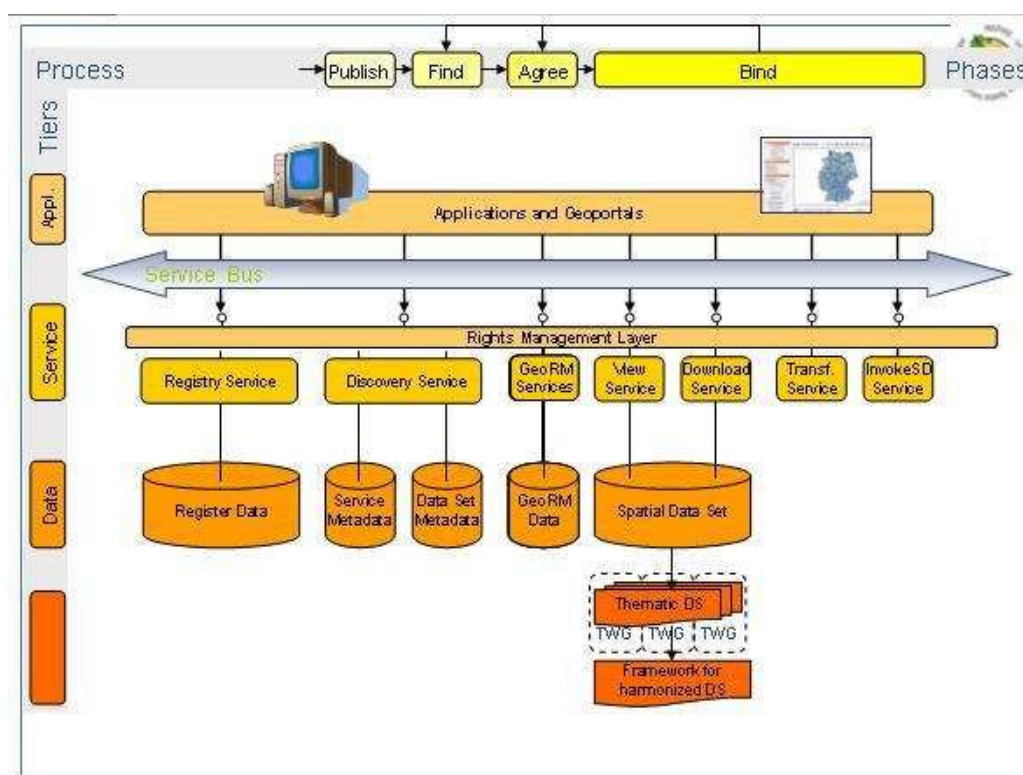 Process
Publish
Find
Agree
Bind
Phases
Tiers
Appl.
Applications and Geoportals
Service Bus
Service
Rights Management Layer
Registry Service
Discovery Service
GeoRM
Services
View
Service
Download
Service
Transf.
Service
InvokeSD
Service
Data
Register Data
Service
Metadata
Data Set
Metadata
GeoRM
Data
Spatial Data Set
Thematic DS
TWG
TWG
TWG
Framework for
harmonized DS